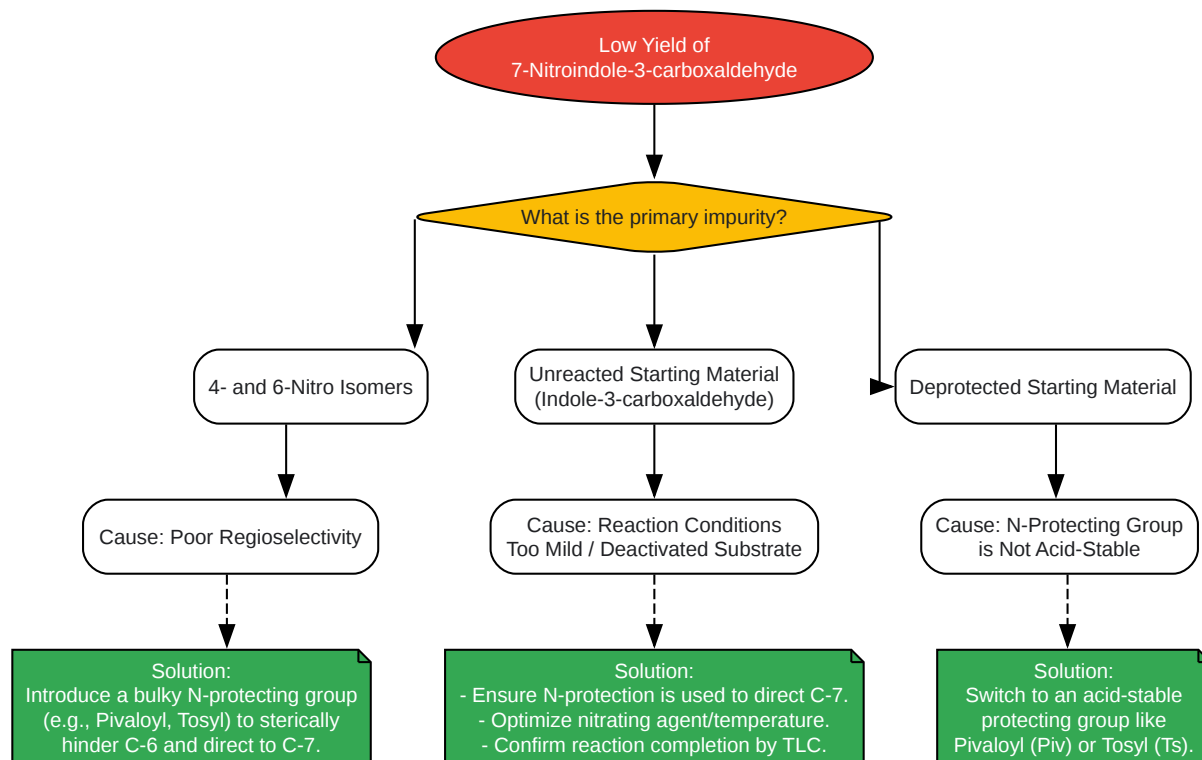 Low Yield of
7-Nitroindole-3-carboxaldehyde
What is the primary impurity?
4- and 6-Nitro Isomers
Unreacted Starting Material
(Indole-3-carboxaldehyde)
Deprotected Starting Material
Cause: Poor Regioselectivity
Cause: Reaction Conditions
Too Mild / Deactivated Substrate
Cause: N-Protecting Group
is Not Acid-Stable
Solution:
Introduce a bulky N-protecting group
(e.g., Pivaloyl, Tosyl) to sterically
hinder C-6 and direct to C-7.
Solution:
- Ensure N-protection is used to direct C-7.
- Optimize nitrating agent/temperature.
- Confirm reaction completion by TLC.
Solution:
Switch to an acid-stable
protecting group like
Pivaloyl (Piv) or Tosyl (Ts).